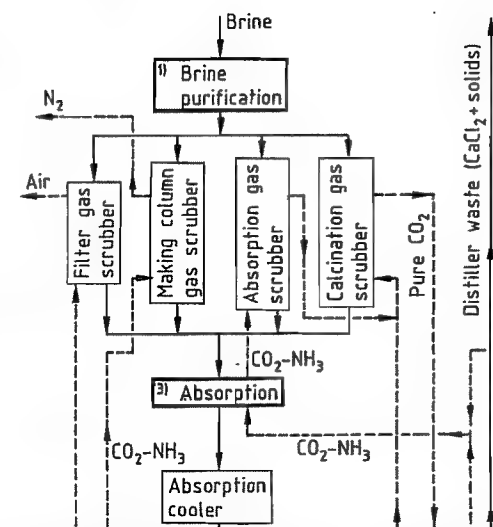 Brine
1) Brine
purification
N2
Air
Filter gas
scrubber
Making column
gas scrubber
Absorption gas
scrubber
Calcination gas
scrubber
Pure CO2
Distiller waste (CaCl2 + solids)
CO2-NH3
3) Absorption
CO2-NH3
CO2-NH3
Absorption
cooler